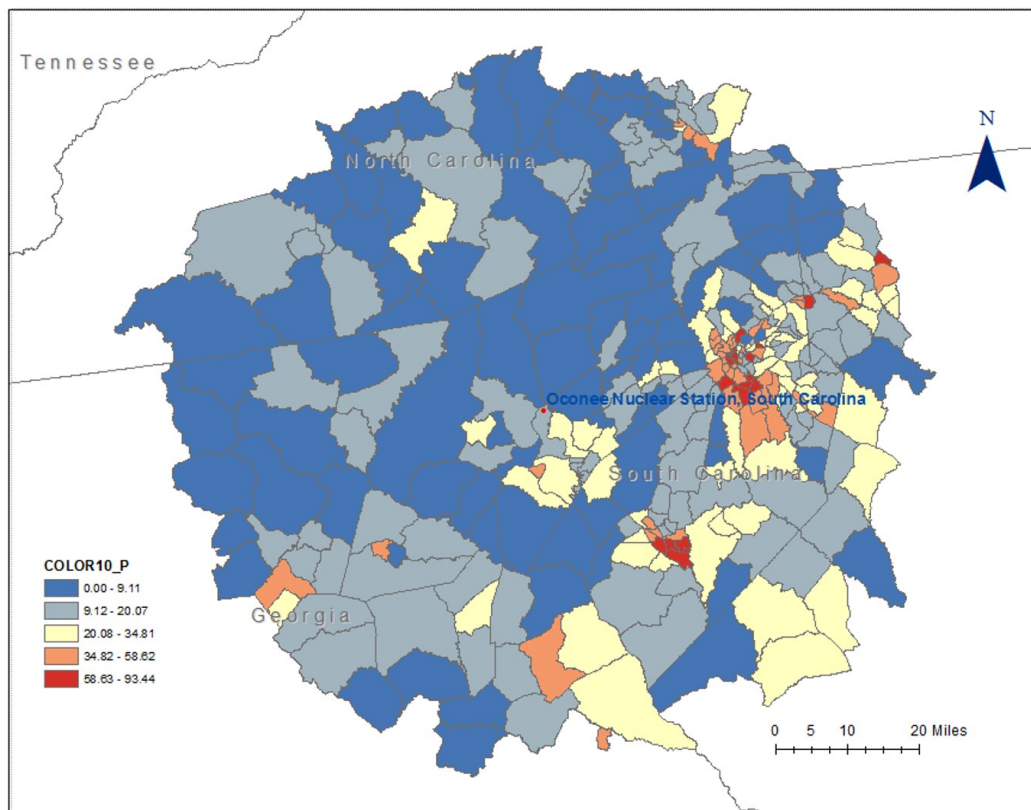 Tennessee
N
North Carolina
Oconee Nuclear Station, South Carolina
South Carolina
COLOR10_P
0.00 - 9.11
9.12 - 20.07
20.08 - 34.81
34.82 - 58.62
58.63 - 93.44
Georgia
0 5 10 20 Miles